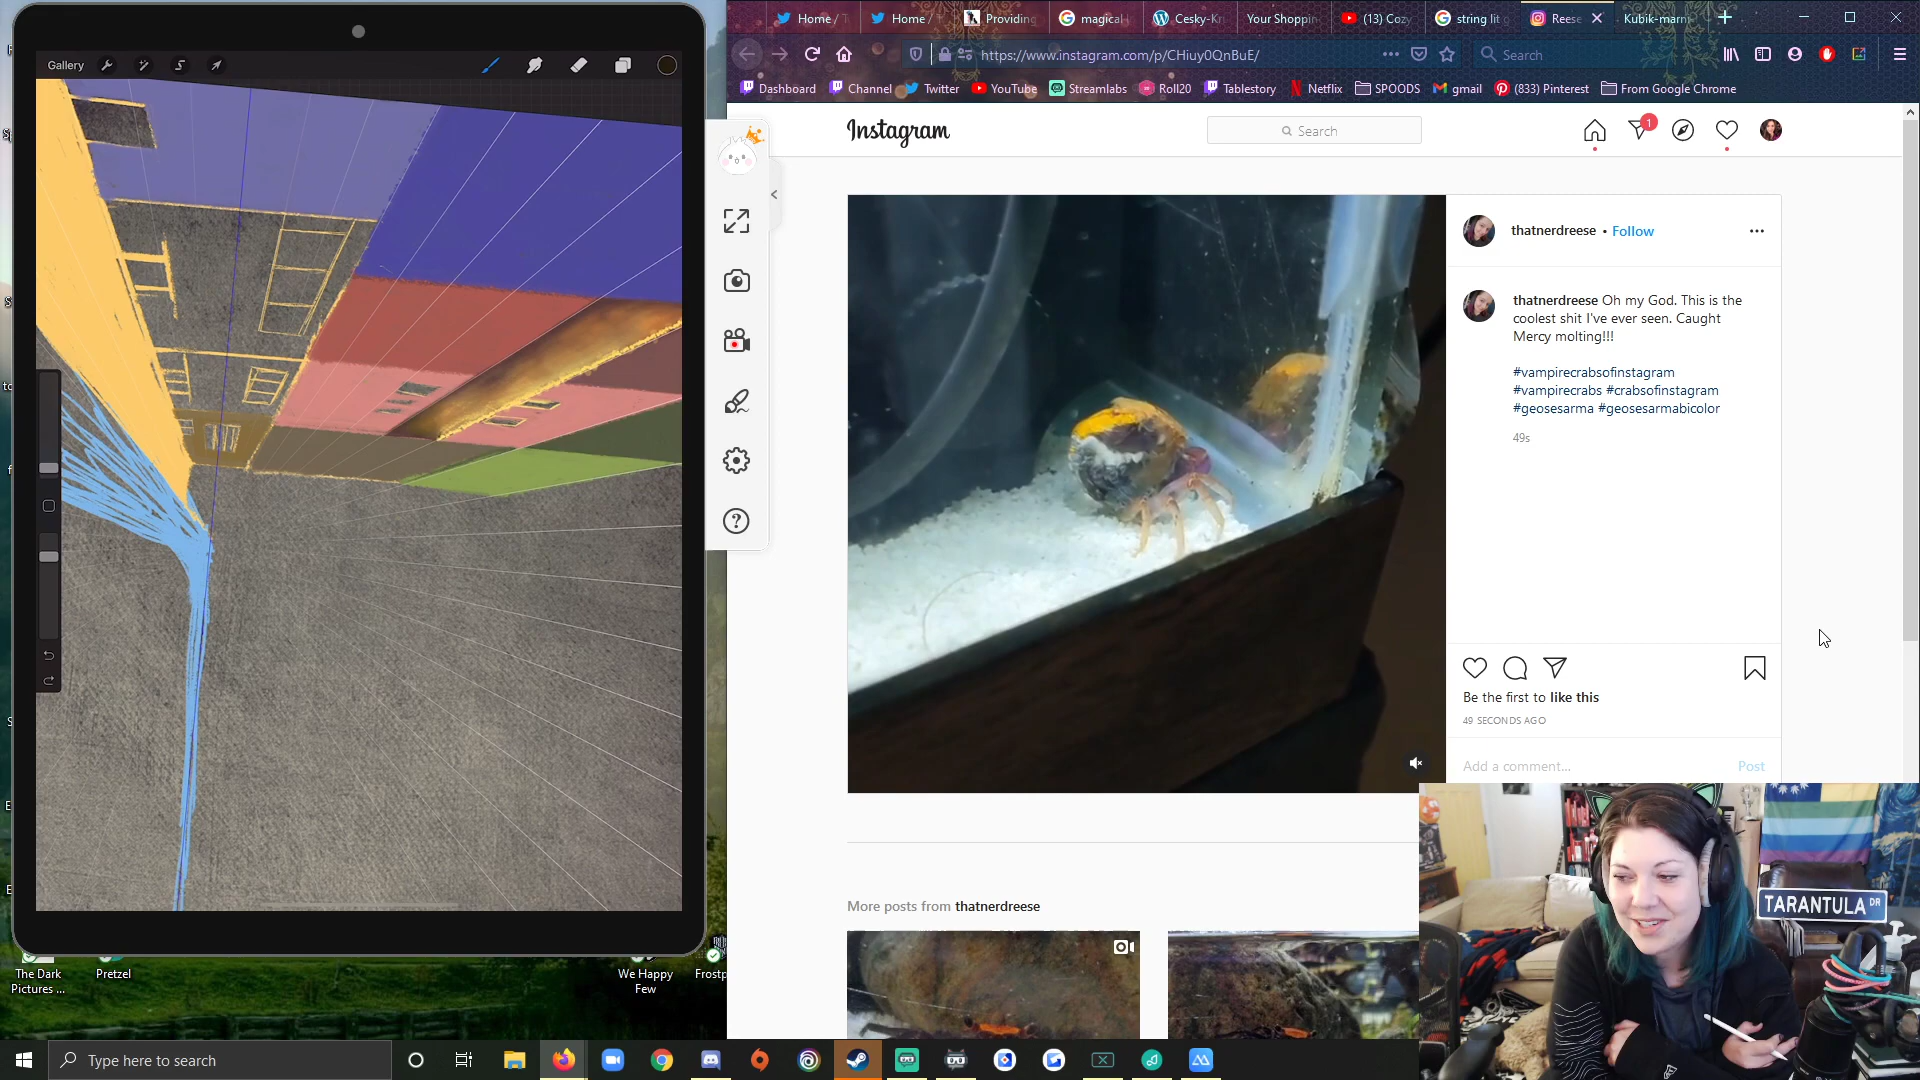 Home / T
Home / T
Providing
magical
Cesky-Kr
Your Shoppin
(13) Cozy
string lit g
Reese
Kubik-marn
https://www.instagram.com/p/CHiuy0QnBuE/
Search
Dashboard
Channel
Twitter
YouTube
Streamlabs
Roll20
Tablestory
Netflix
SPOODS
gmail
(833) Pinterest
From Google Chrome
Gallery
Instagram
Search
1
thatnerdreese • Follow
thatnerdreese Oh my God. This is the
coolest shit I've ever seen. Caught
Mercy molting!!!
#vampirecrabsofinstagram
#vampirecrabs #crabsofinstagram
#geosesarma #geosesarmabicolor
49s
Be the first to like this
49 SECONDS AGO
Add a comment...
Post
More posts from thatnerdreese
TARANTULA DR
The Dark
Pictures ...
Pretzel
We Happy
Few
Frostp
Type here to search